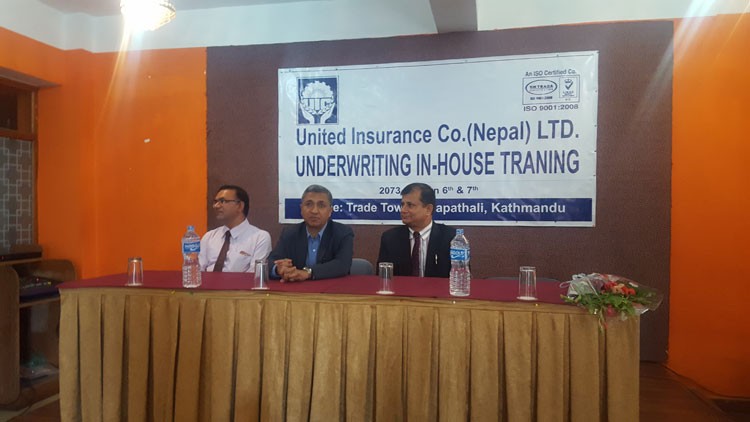 An ISO Certified Co.
UIC
ISO 9001:2008
United Insurance Co.(Nepal) LTD.
UNDERWRITING IN-HOUSE TRANING
2073, 6th & 7th
: Trade Tow apathali, Kathmandu